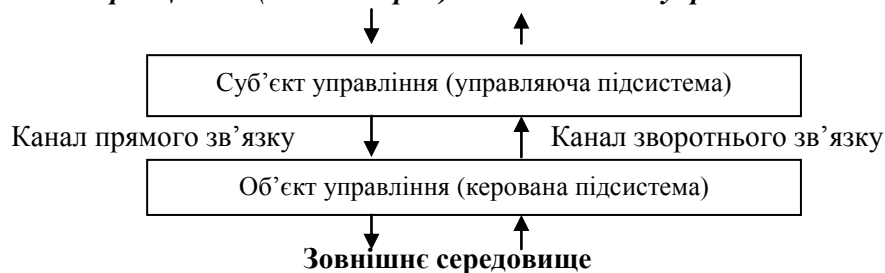 Суб’єкт управління (управляюча підсистема)
Канал прямого зв’язку Канал зворотнього зв’язку
Об’єкт управління (керована підсистема)
Зовнішнє середовище